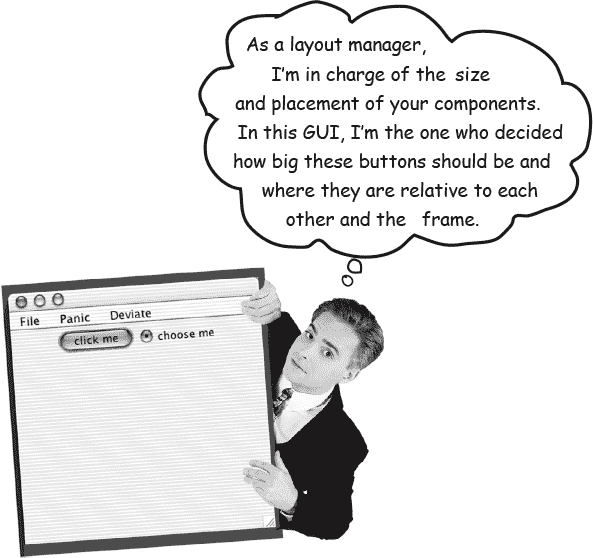 As a layout manager,
I'm in charge of the size
and placement of your components.
In this GUI, I'm the one who decided
how big these buttons should be and
where they are relative to each
other and the frame.
File Panic Deviate
click me choose me